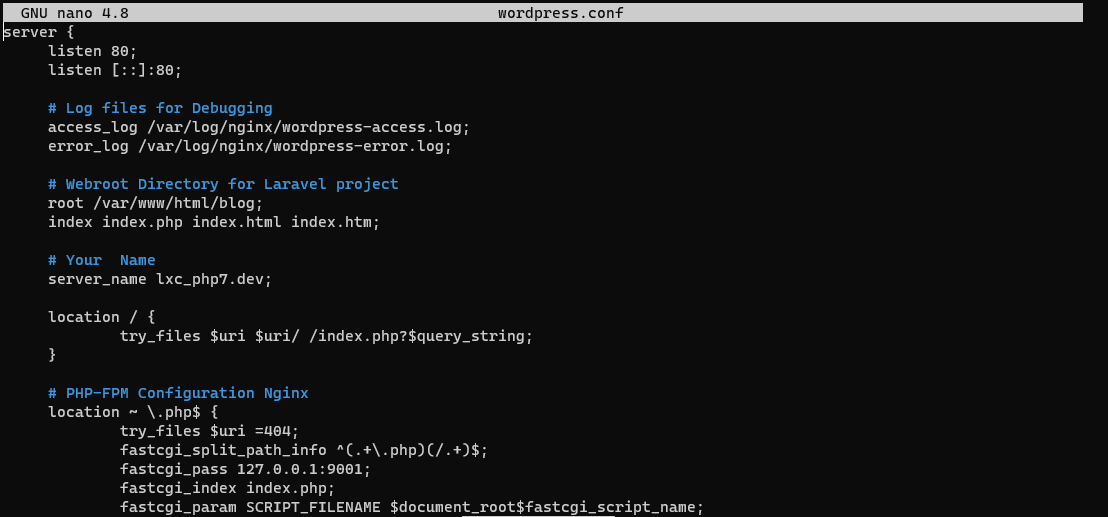 GNU nano 4.8 wordpress.conf
server {
listen 80;
listen [::]:80;
# Log files for Debugging
access_log /var/log/nginx/wordpress-access.log;
error_log /var/log/nginx/wordpress-error.log;
# Webroot Directory for Laravel project
root /var/www/html/blog;
index index.php index.html index.htm;
# Your  Name
server_name lxc_php7.dev;
location / {
try_files $uri $uri/ /index.php?$query_string;
}
# PHP-FPM Configuration Nginx
location ~ \.php$ {
try_files $uri =404;
fastcgi_split_path_info ^(.+\.php)(/.+)$;
fastcgi_pass 127.0.0.1:9001;
fastcgi_index index.php;
fastcgi_param SCRIPT_FILENAME $document_root$fastcgi_script_name;